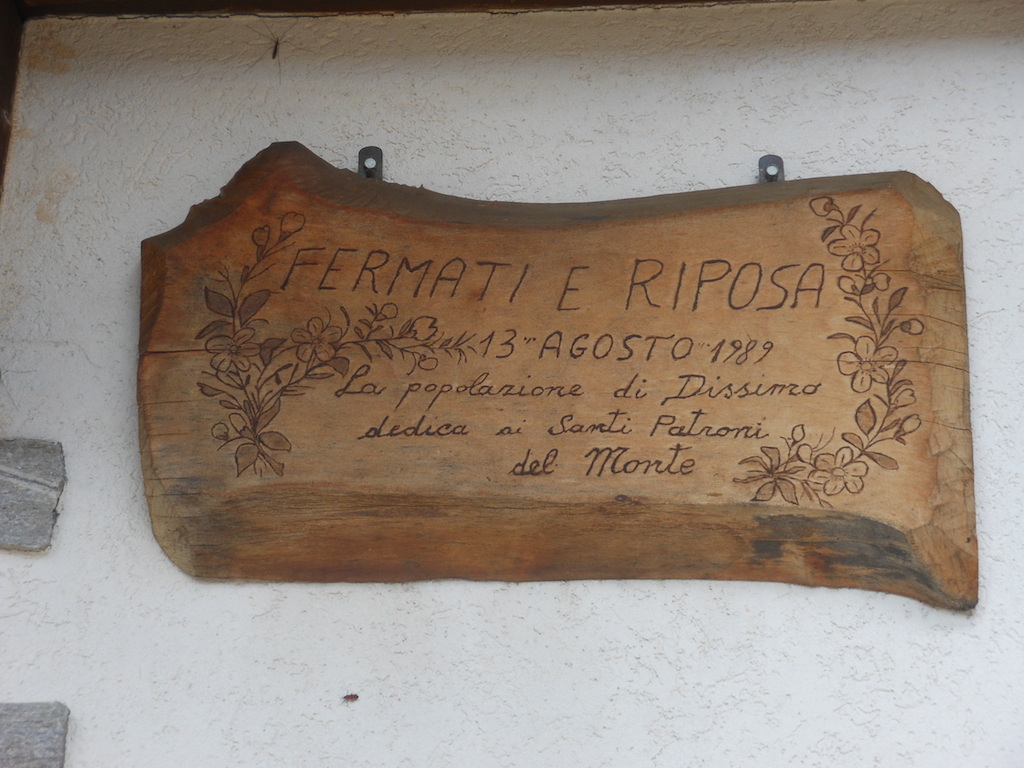 FERMATI E RIPOSA
13 AGOSTO 1989
La popolazione di Dissimo
dedica ai Santi Patroni
del Monte